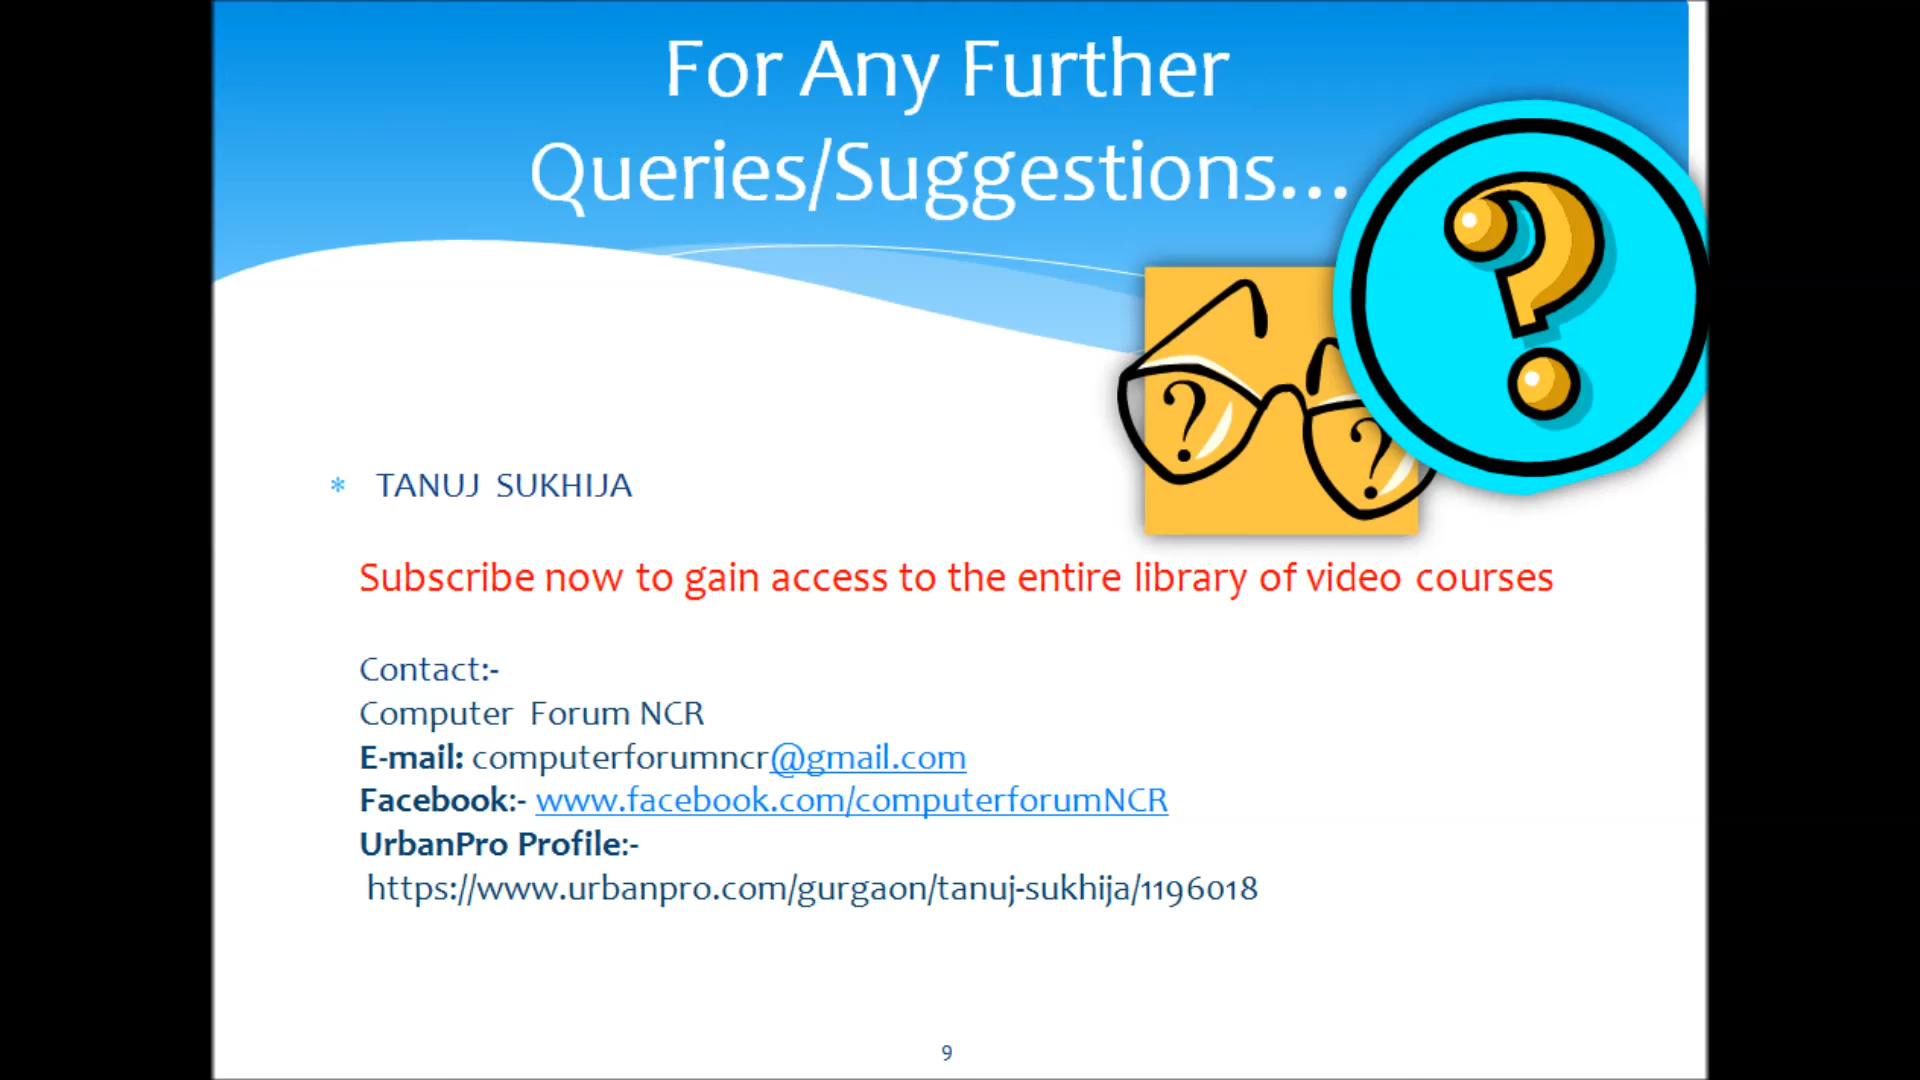 For Any Further
Queries/Suggestions...
? ? ?
* TANUJ SUKHIJA
Subscribe now to gain access to the entire library of video courses
Contact:-
Computer Forum NCR
E-mail: computerforumncr@gmail.com
Facebook:- www.facebook.com/computerforumNCR
UrbanPro Profile:-
https://www.urbanpro.com/gurgaon/tanuj-sukhija/1196018
9